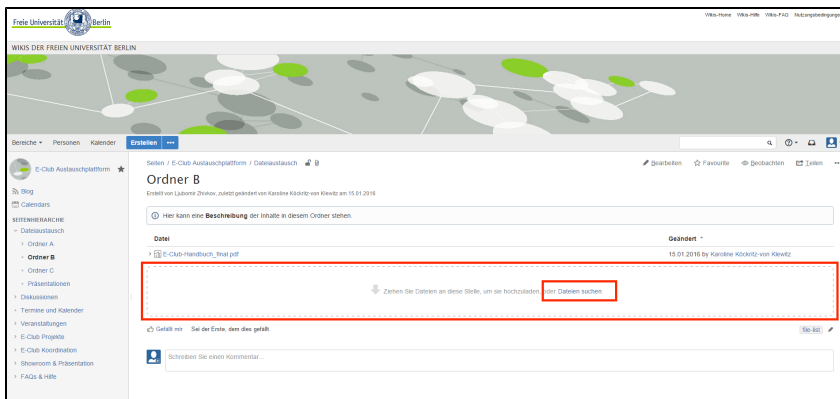 Freie Universität Berlin
Wikis-Home Wikis-Hilfe Wikis-FAQ Nutzungsbedingungen
WIKIS DER FREIEN UNIVERSITÄT BERLIN
Bereiche Personen Kalender Erstellen •••
E-Club Austauschplattform
Blog
Calendars
SEITENHIERARCHIE
Dateiaustausch
Ordner A
Ordner B
Ordner C
Präsentationen
Diskussionen
Termine und Kalender
Veranstaltungen
E-Club Projekte
E-Club Koordination
Showroom & Präsentation
FAQs & Hilfe
Seiten / E-Club Austauschplattform / Dateiaustausch
Bearbeiten Favourite Beobachten Teilen •••
Ordner B
Erstellt von Ljubomir Zhivkov, zuletzt geändert von Karoline Köckritz-von Klewitz am 15.01.2016
Hier kann eine Beschreibung der Inhalte in diesem Ordner stehen.
Datei Geändert
E-Club-Handbuch_final.pdf 15.01.2016 by Karoline Köckritz-von Klewitz
Ziehen Sie Dateien an diese Stelle, um sie hochzuladen, oder Dateien suchen
Gefällt mir Sei der Erste, dem dies gefällt file-list
Schreiben Sie einen Kommentar...